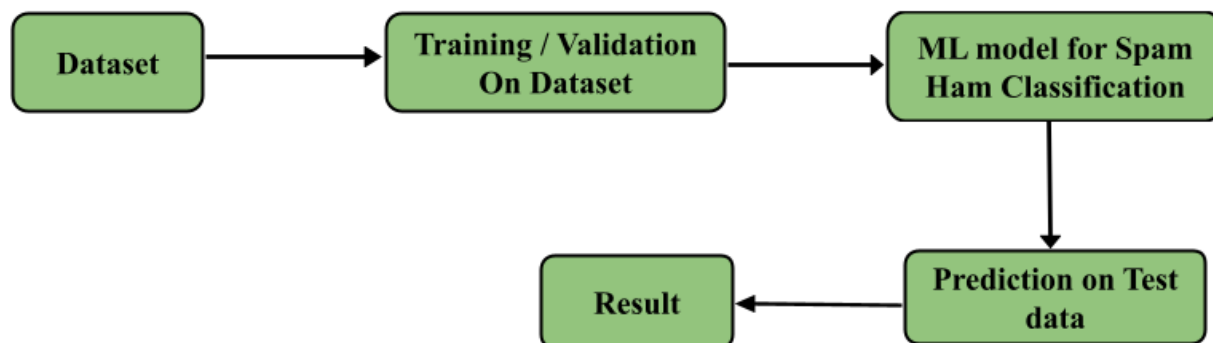 Dataset
Training / Validation
On Dataset
ML model for Spam
Ham Classification
Prediction on Test
data
Result